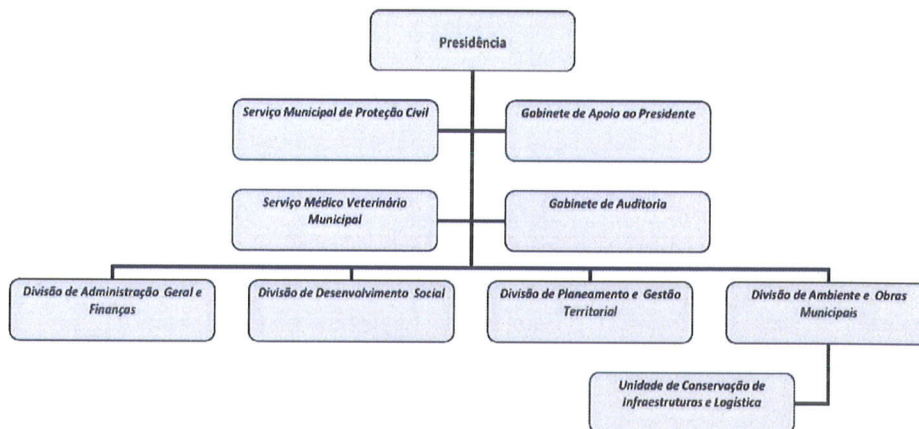 Presidência
Serviço Municipal de Proteção Civil
Gabinete de Apoio ao Presidente
Serviço Médico Veterinário
Municipal
Gabinete de Auditoria
Divisão de Administração Geral e
Finanças
Divisão de Desenvolvimento Social
Divisão de Planeamento e Gestão
Territorial
Divisão de Ambiente e Obras
Municipais
Unidade de Conservação de
Infraestruturas e Logística